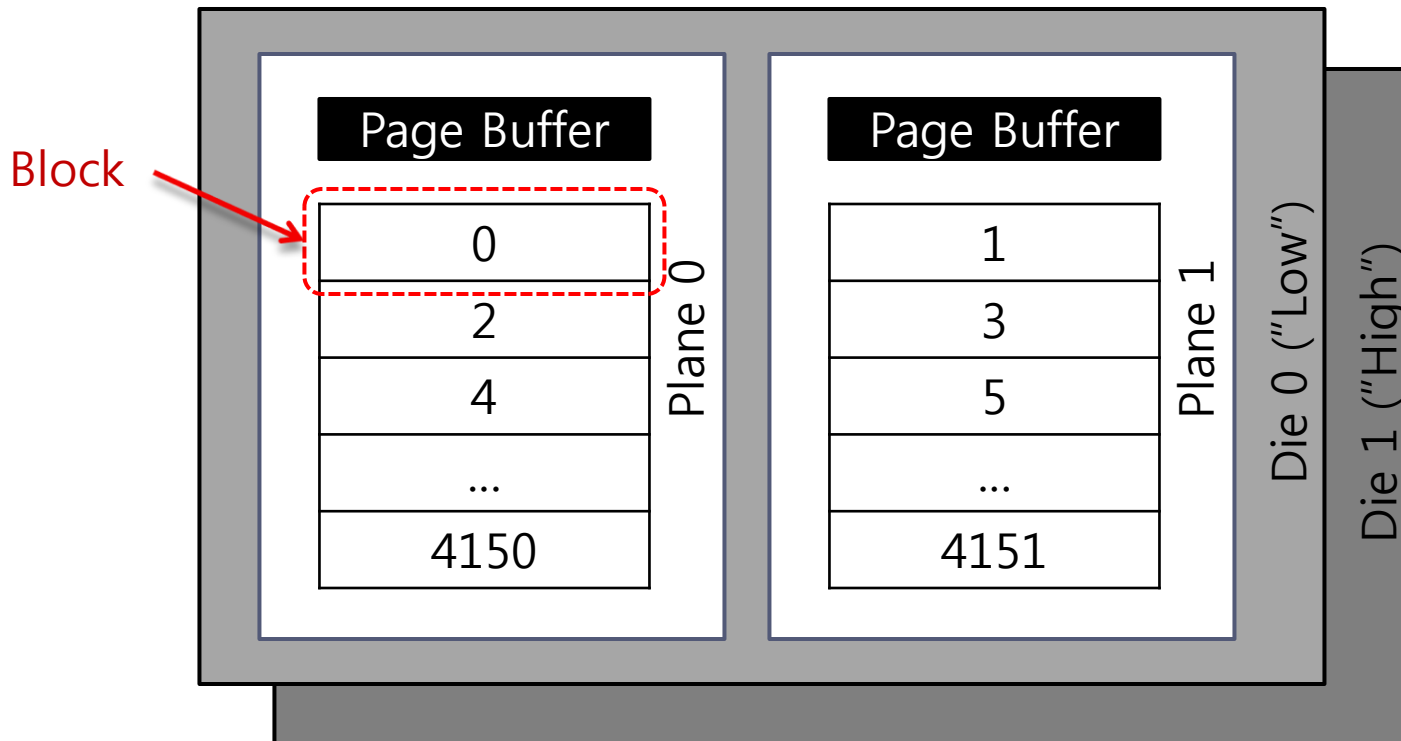 Block
Page Buffer
0
2
4
...
4150
Plane 0
Page Buffer
1
3
5
...
4151
Plane 1
Die 0 ("Low")
Die 1 ("High")